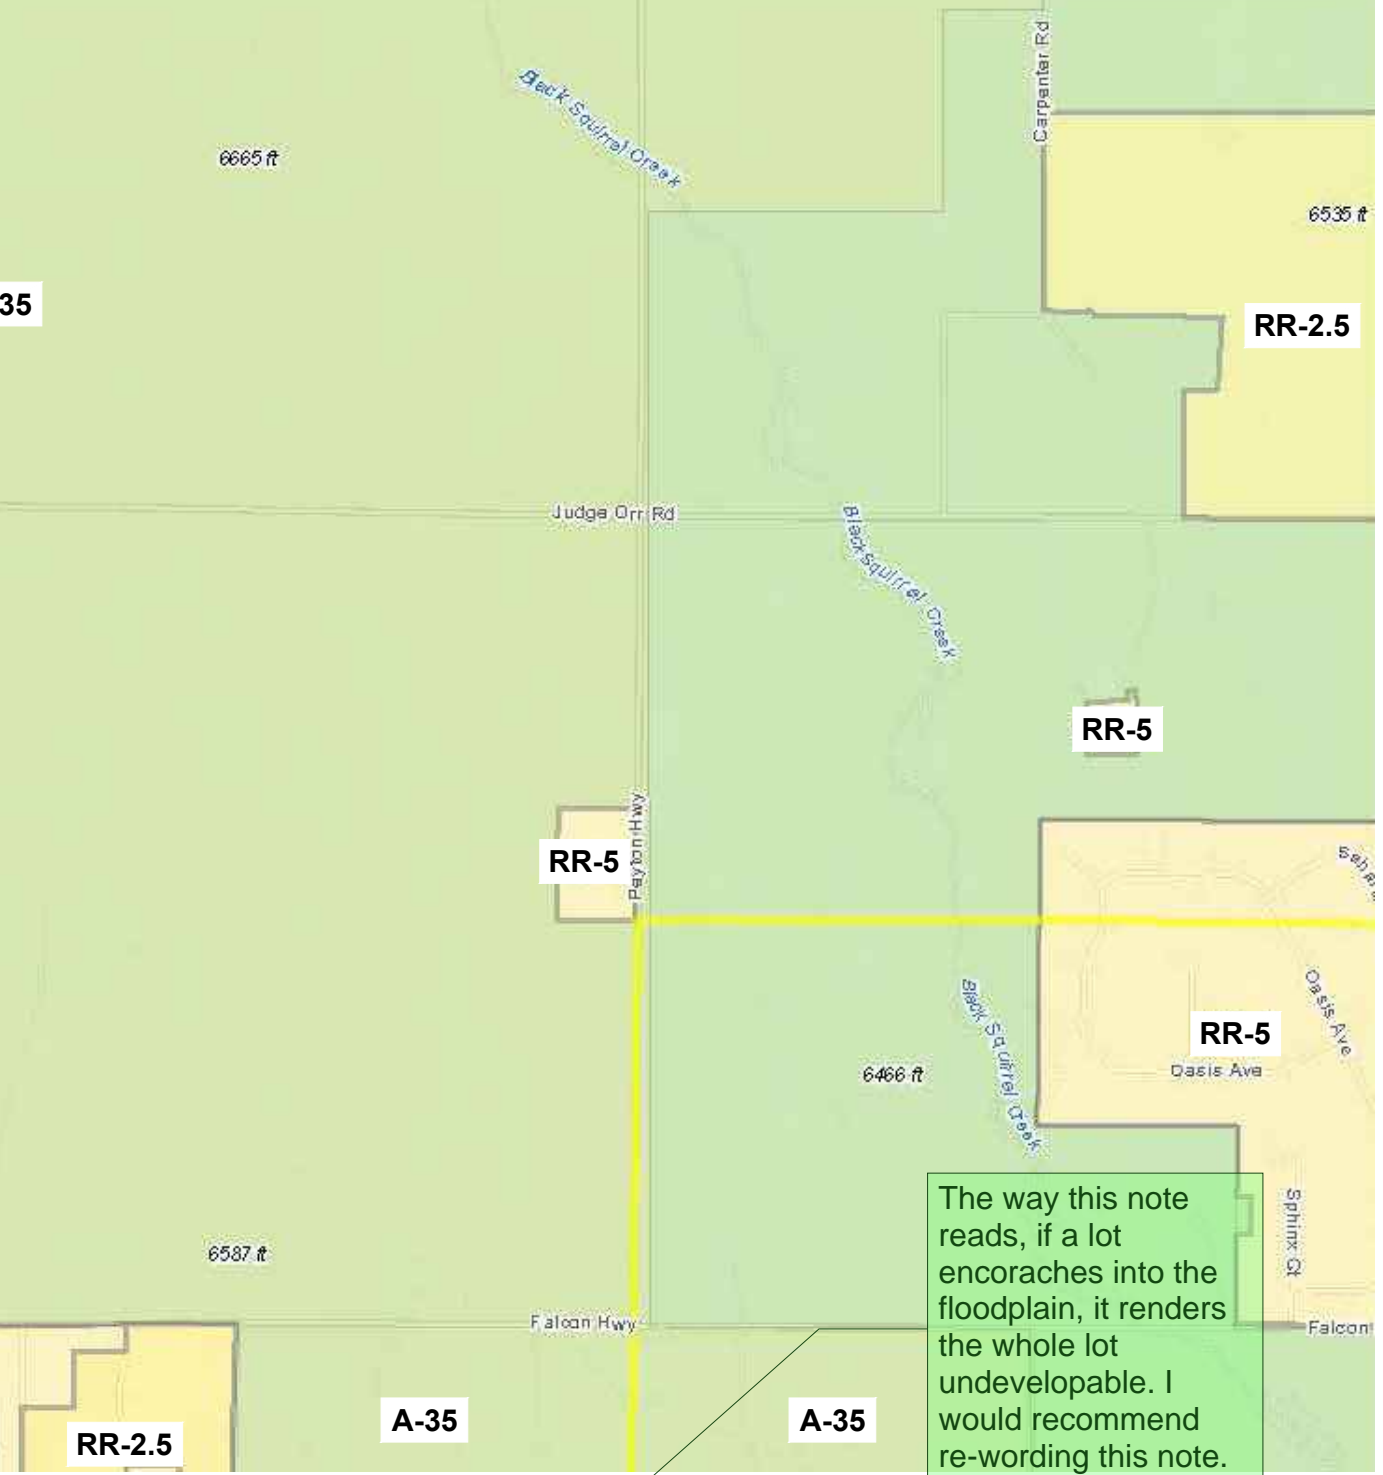 Carpenter Rd
Black Squirrel Creek
6665 ft
6535 ft
35
RR-2.5
Judge Orr Rd
Black Squirrel Creek
RR-5
Peyton Hwy
RR-5
Oasis Ave
Black Squirrel Creek
RR-5
Oasis Ave
6466 ft
The way this note
reads, if a lot
encoraches into the
floodplain, it renders
the whole lot
undevelopable. I
would recommend
re-wording this note.
Sphinx Ct
6587 ft
Falcon Hwy
Falcon
A-35
A-35
RR-2.5